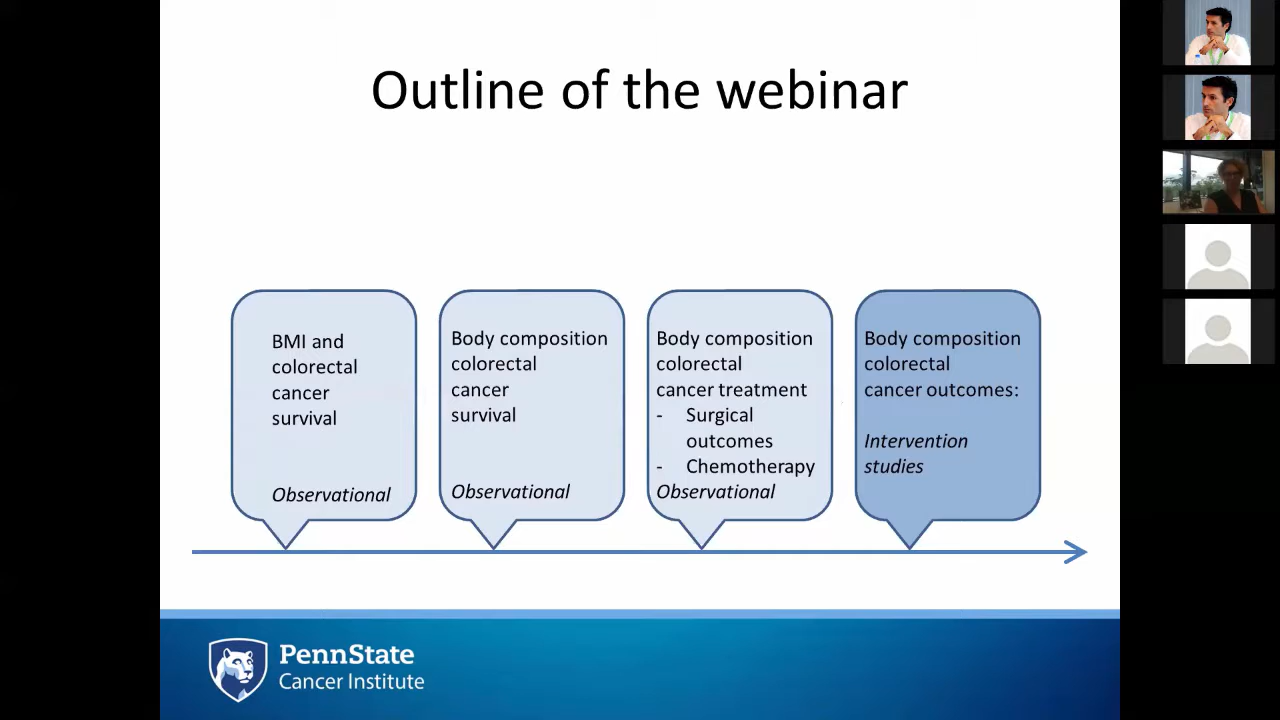 Outline of the webinar
BMI and
colorectal
cancer
survival
Observational
Body composition
colorectal
cancer
survival
Observational
Body composition
colorectal
cancer treatment
- Surgical
outcomes
- Chemotherapy
Observational
Body composition
colorectal
cancer outcomes:
Intervention
studies
PennState
Cancer Institute